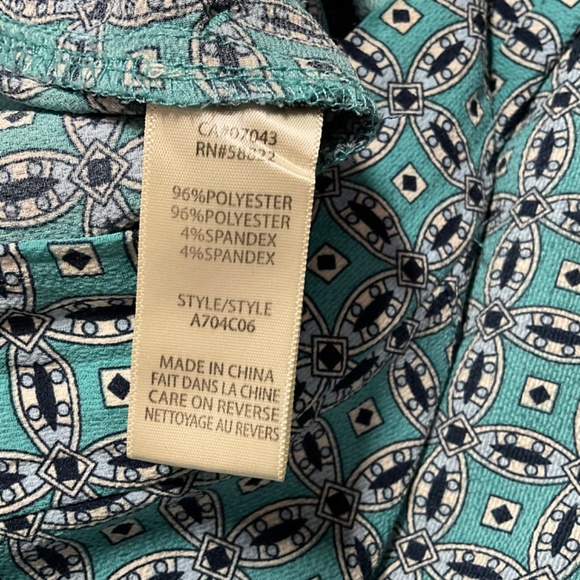 CA#07043
RN#58822
96%POLYESTER
96%POLYESTER
4%SPANDEX
4%SPANDEX
STYLE/STYLE
A704C06
MADE IN CHINA
FAIT DANS LA CHINE
CARE ON REVERSE
NETTOYAGE AU REVERS